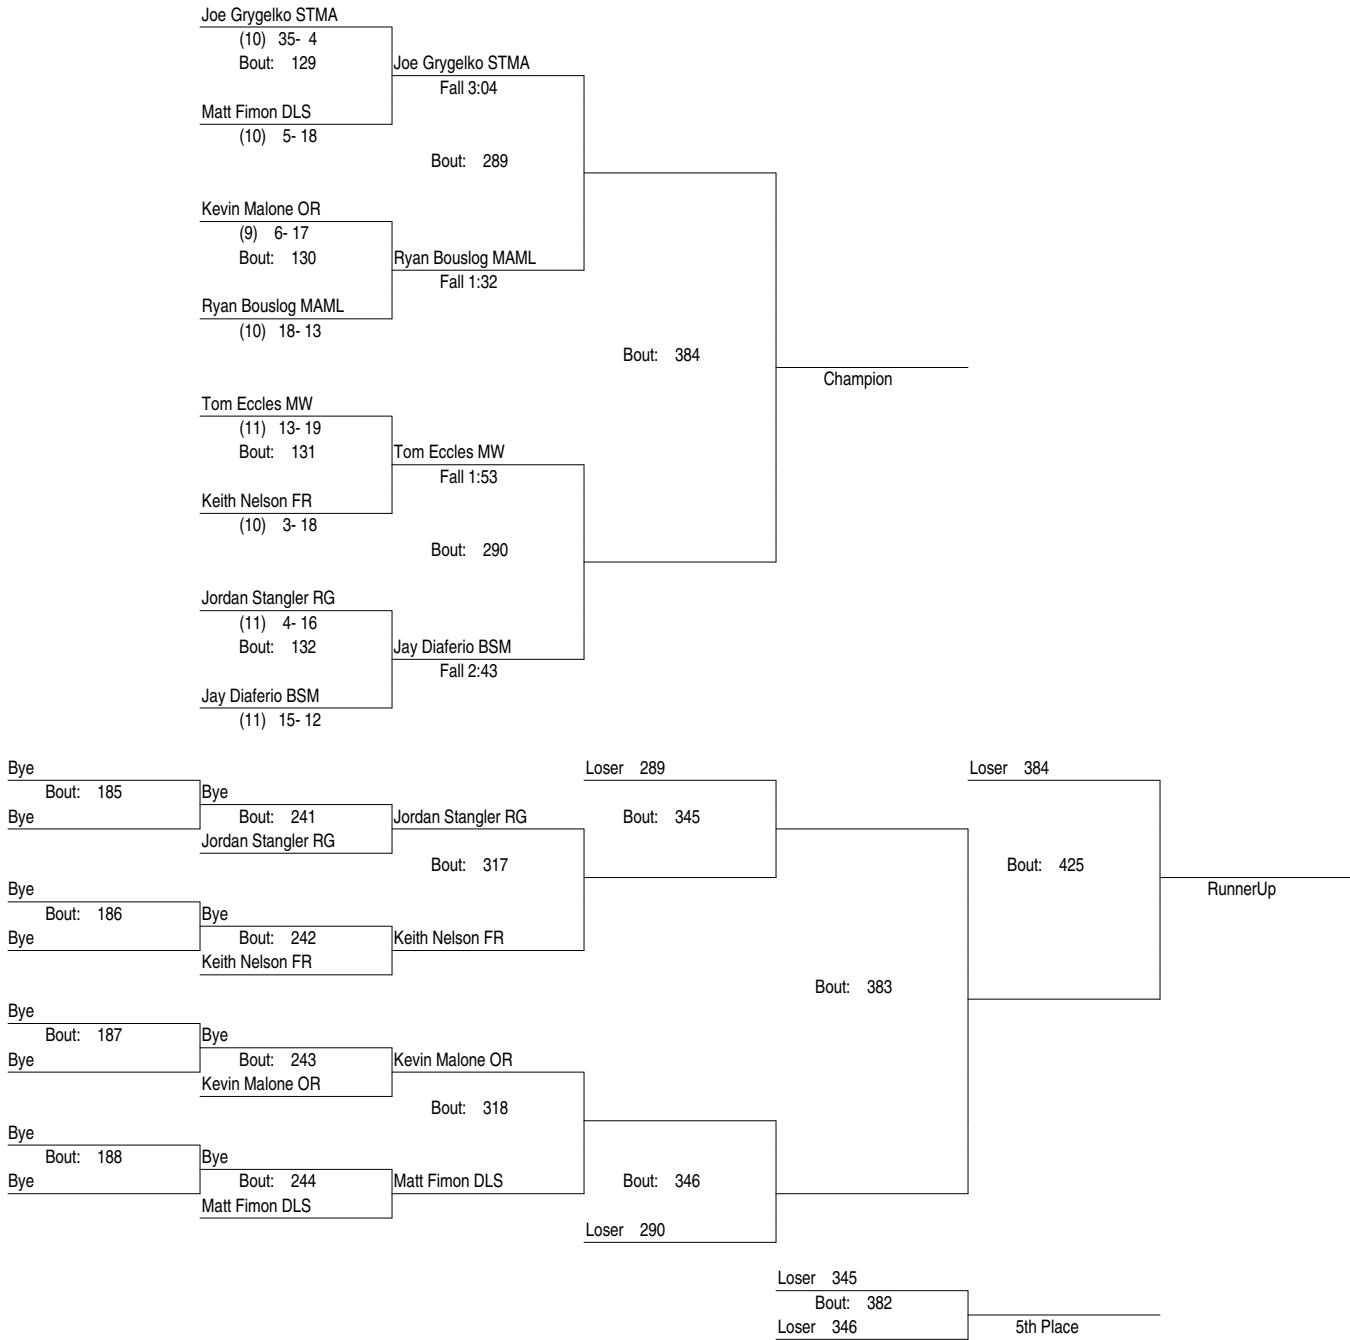 Joe Grygelko STMA
(10) 35- 4
Bout: 129
Joe Grygelko STMA
Fall 3:04
Matt Fimon DLS
(10) 5- 18
Bout: 289
Kevin Malone OR
(9) 6- 17
Bout: 130
Ryan Bouslog MAML
Fall 1:32
Ryan Bouslog MAML
(10) 18- 13
Bout: 384
Champion
Tom Eccles MW
(11) 13- 19
Bout: 131
Tom Eccles MW
Fall 1:53
Keith Nelson FR
(10) 3- 18
Bout: 290
Jordan Stangler RG
(11) 4- 16
Bout: 132
Jay Diaferio BSM
Fall 2:43
Jay Diaferio BSM
(11) 15- 12
Bye
Bout: 185
Bye
Bye
Bout: 241
Jordan Stangler RG
Jordan Stangler RG
Bout: 317
Loser 289
Bout: 345
Loser 384
Bout: 425
RunnerUp
Bye
Bout: 186
Bye
Bye
Bout: 242
Keith Nelson FR
Keith Nelson FR
Bout: 383
Bye
Bout: 187
Bye
Bye
Bout: 243
Kevin Malone OR
Kevin Malone OR
Bout: 318
Bye
Bout: 188
Bye
Bye
Bout: 244
Matt Fimon DLS
Matt Fimon DLS
Bout: 346
Loser 290
Loser 345
Bout: 382
Loser 346
5th Place